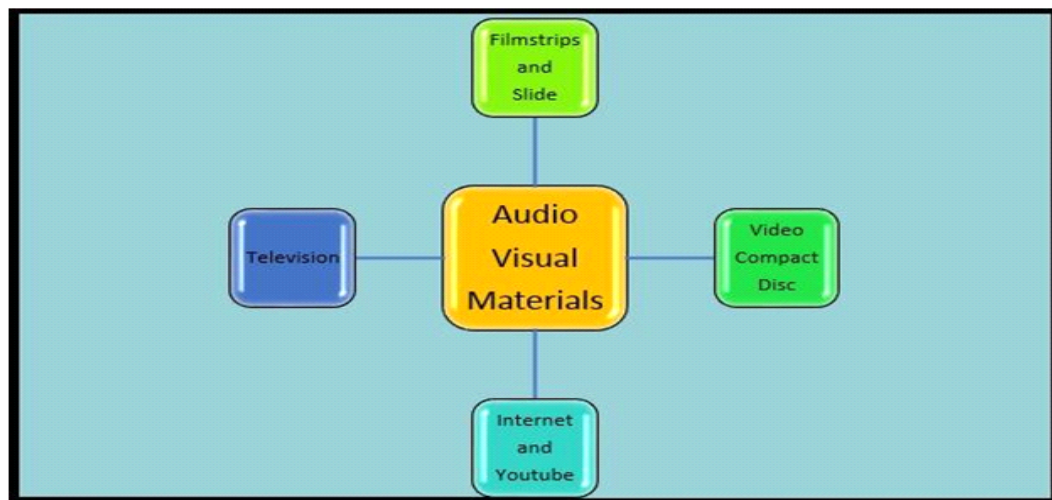 Filmstrips
and
Slide
Television
Audio
Visual
Materials
Video
Compact
Disc
Internet
and
Youtube